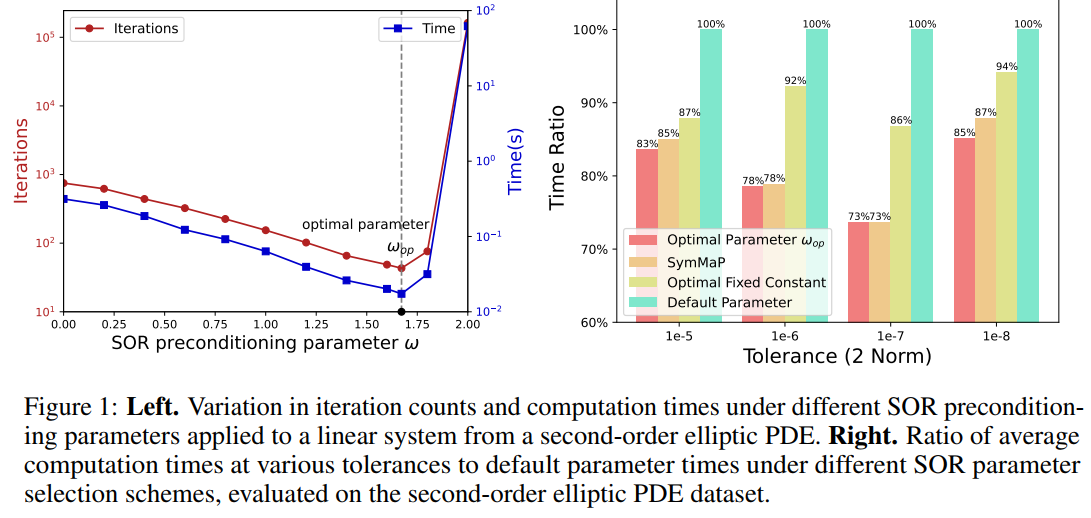 Iterations
Time
10^5
10^4
10^3
10^2
10^1
10^2
10^1
10^0
10^-1
10^-2
Iterations
Time(s)
optimal parameter
ω_op
0.00 0.25 0.50 0.75 1.00 1.25 1.50 1.75 2.00
SOR preconditioning parameter ω
100%
90%
80%
70%
60%
Time Ratio
83% 85% 87% 100%
78% 78% 92% 100%
73% 73% 86% 100%
85% 87% 94% 100%
Optimal Parameter ω_op
SymMaP
Optimal Fixed Constant
Default Parameter
1e-5 1e-6 1e-7 1e-8
Tolerance (2 Norm)
Figure 1: Left. Variation in iteration counts and computation times under different SOR precondition-
ing parameters applied to a linear system from a second-order elliptic PDE. Right. Ratio of average
computation times at various tolerances to default parameter times under different SOR parameter
selection schemes, evaluated on the second-order elliptic PDE dataset.